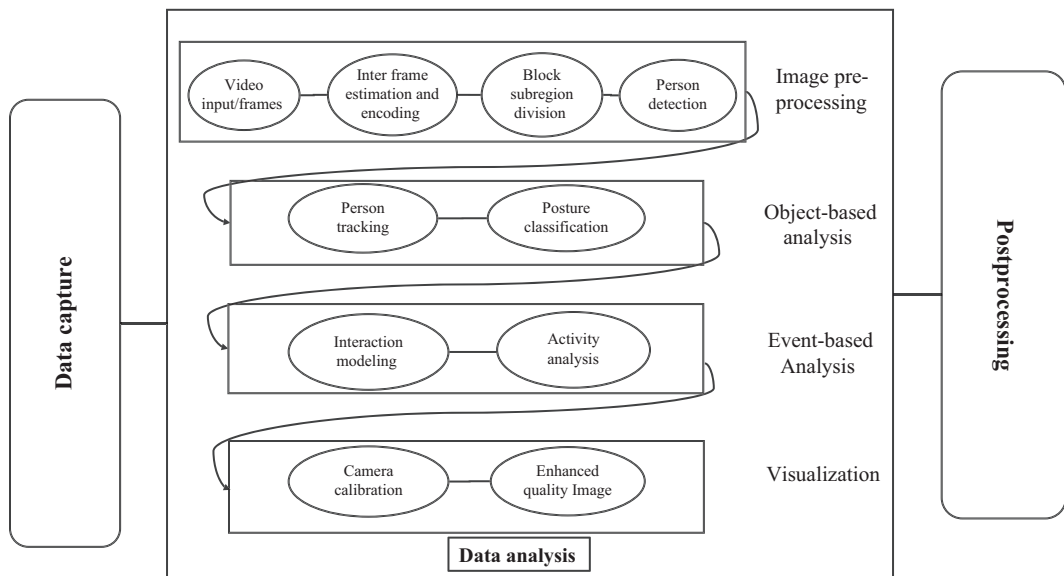 Data capture
Video
input/frames
Inter frame
estimation and
encoding
Block
subregion
division
Person
detection
Image pre-
processing
Person
tracking
Posture
classification
Object-based
analysis
Interaction
modeling
Activity
analysis
Event-based
Analysis
Camera
calibration
Enhanced
quality Image
Visualization
Data analysis
Postprocessing